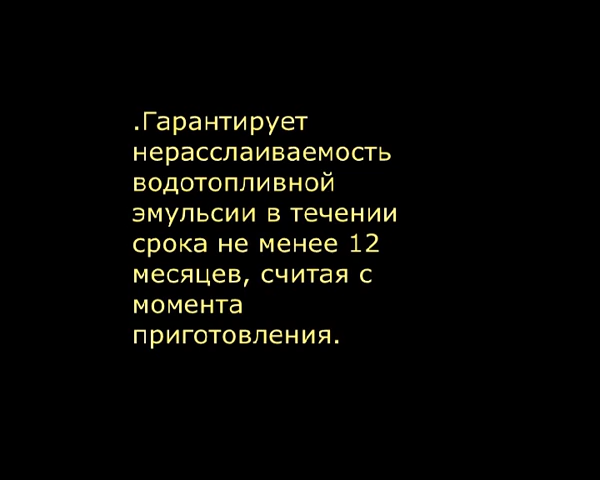 .Гарантирует
нерасслаиваемость
водотопливной
эмульсии в течении
срока не менее 12
месяцев, считая с
момента
приготовления.